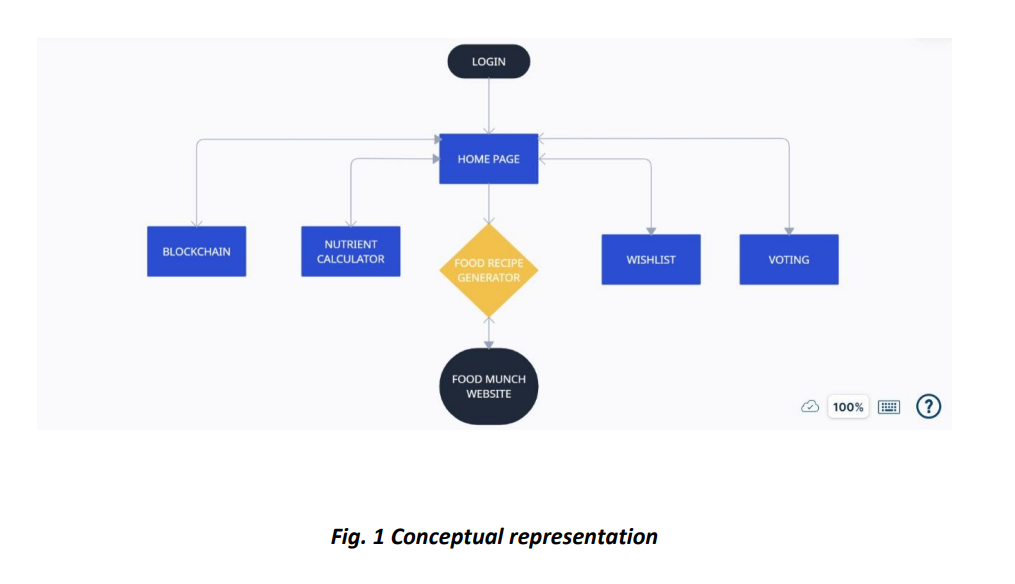 LOGIN
HOME PAGE
BLOCKCHAIN
NUTRIENT
CALCULATOR
FOOD RECIPE
GENERATOR
WISHLIST
VOTING
FOOD MUNCH
WEBSITE
100%
?
Fig. 1 Conceptual representation